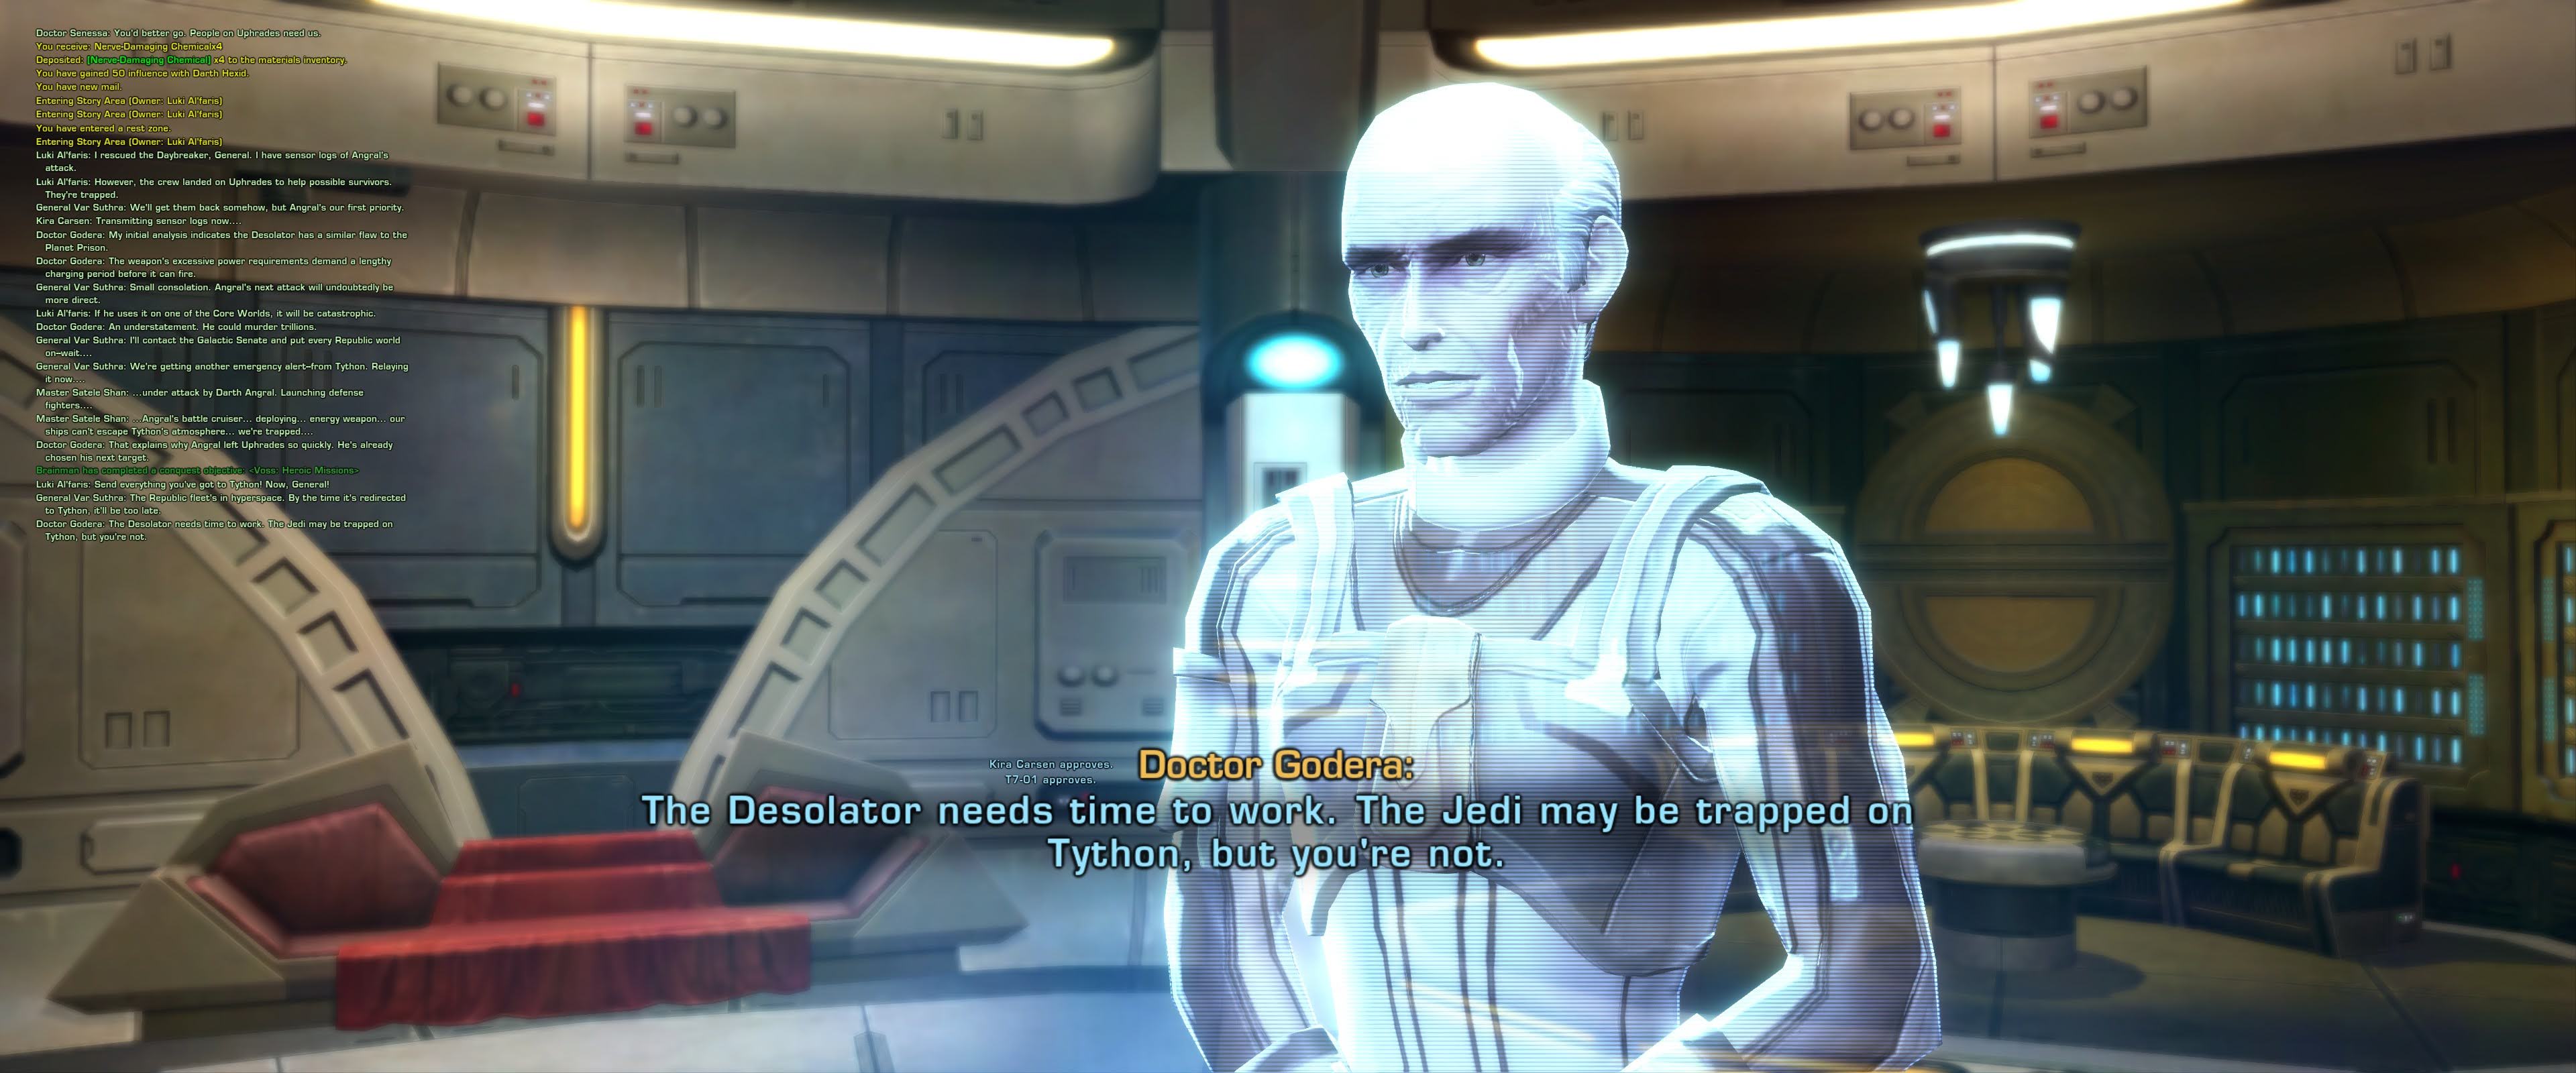 Doctor Senessa: You'd better go. People on Uphrades need us.
You receive: Nerve-Damaging Chemicalx4
Deposited: [Nerve-Damaging Chemical] x4 to the materials inventory.
You have gained 50 influence with Darth Hexid.
You have new mail.
Entering Story Area (Owner: Luki Al'faris)
Entering Story Area (Owner: Luki Al'faris)
You have entered a rest zone.
Entering Story Area (Owner: Luki Al'faris)
Luki Al'faris: I rescued the Daybreaker, General. I have sensor logs of Angral's
attack.
Luki Al'faris: However, the crew landed on Uphrades to help possible survivors.
They're trapped.
General Var Suthra: We'll get them back somehow, but Angral's our first priority.
Kira Carsen: Transmitting sensor logs now....
Doctor Godera: My initial analysis indicates the Desolator has a similar flaw to the
Planet Prison.
Doctor Godera: The weapon's excessive power requirements demand a lengthy
charging period before it can fire.
General Var Suthra: Small consolation. Angral's next attack will undoubtedly be
more direct.
Luki Al'faris: If he uses it on one of the Core Worlds, it will be catastrophic.
Doctor Godera: An understatement. He could murder trillions.
General Var Suthra: I'll contact the Galactic Senate and put every Republic world
on–wait....
General Var Suthra: We're getting another emergency alert–from Tython. Relaying
it now....
Master Satele Shan: ...under attack by Darth Angral. Launching defense
fighters....
Master Satele Shan: ...Angral's battle cruiser... deploying... energy weapon... our
ships can't escape Tython's atmosphere... we're trapped....
Doctor Godera: That explains why Angral left Uphrades so quickly. He's already
chosen his next target.
Brainman has completed a conquest objective: <Voss: Heroic Missions>
Luki Al'faris: Send everything you've got to Tython! Now, General!
General Var Suthra: The Republic fleet's in hyperspace. By the time it's redirected
to Tython, it'll be too late.
Doctor Godera: The Desolator needs time to work. The Jedi may be trapped on
Tython, but you're not.
Kira Carsen approves.
T7-01 approves.
Doctor Godera:
The Desolator needs time to work. The Jedi may be trapped on
Tython, but you're not.